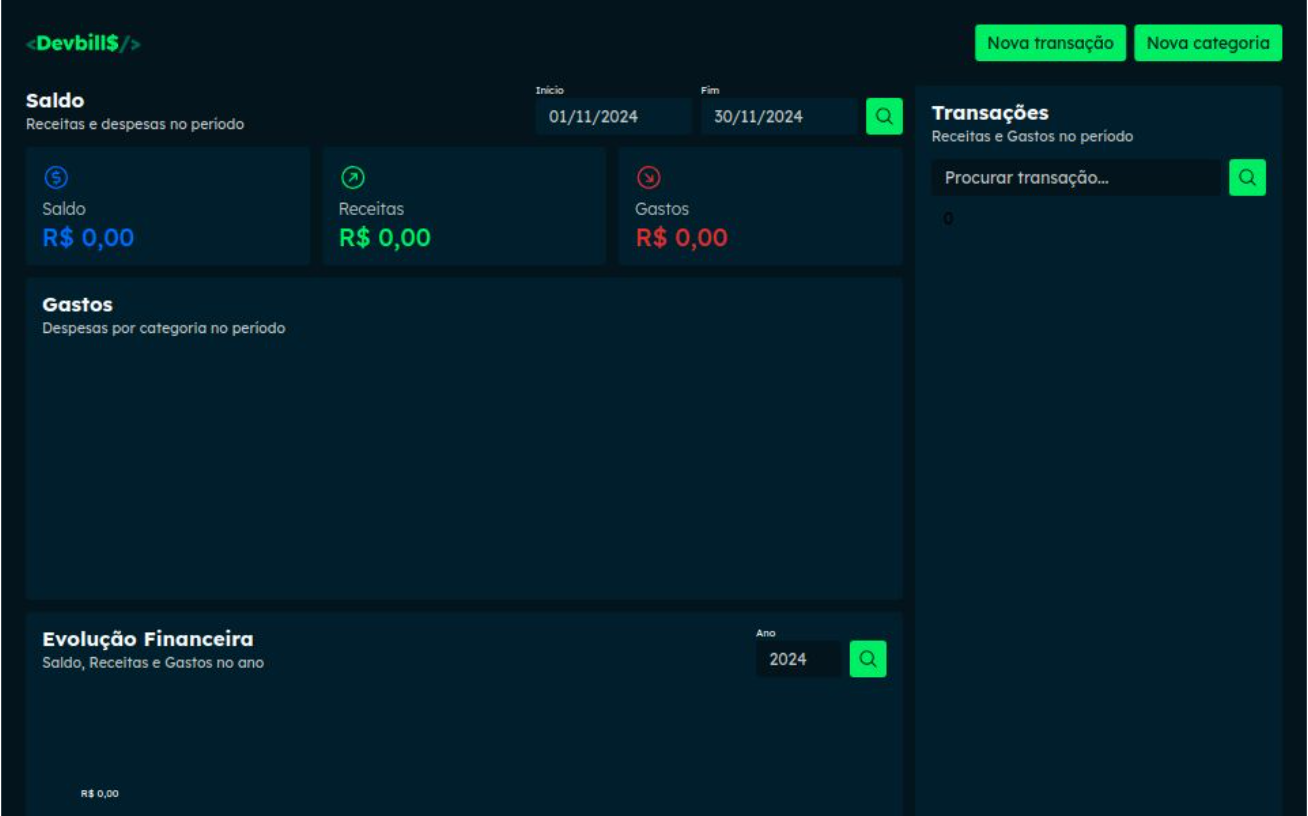 <Devbill$/>
Nova transação
Nova categoria
Saldo
Receitas e despesas no período
Início
01/11/2024
Fim
30/11/2024
Saldo
R$ 0,00
Receitas
R$ 0,00
Gastos
R$ 0,00
Gastos
Despesas por categoria no período
Evolução Financeira
Saldo, Receitas e Gastos no ano
Ano
2024
R$ 0,00
Transações
Receitas e Gastos no período
Procurar transação...
0